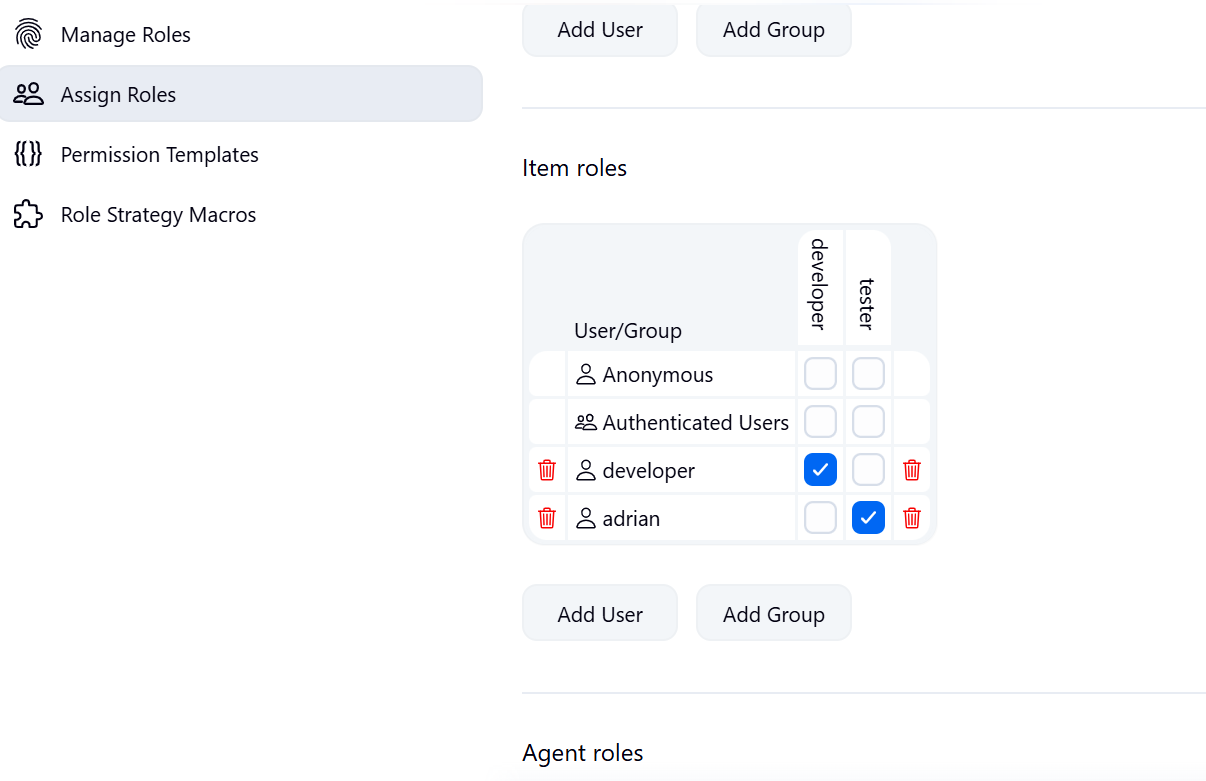 Manage Roles
Assign Roles
Permission Templates
Role Strategy Macros
Add User
Add Group
Item roles
User/Group
developer
tester
Anonymous
Authenticated Users
developer
adrian
Add User
Add Group
Agent roles